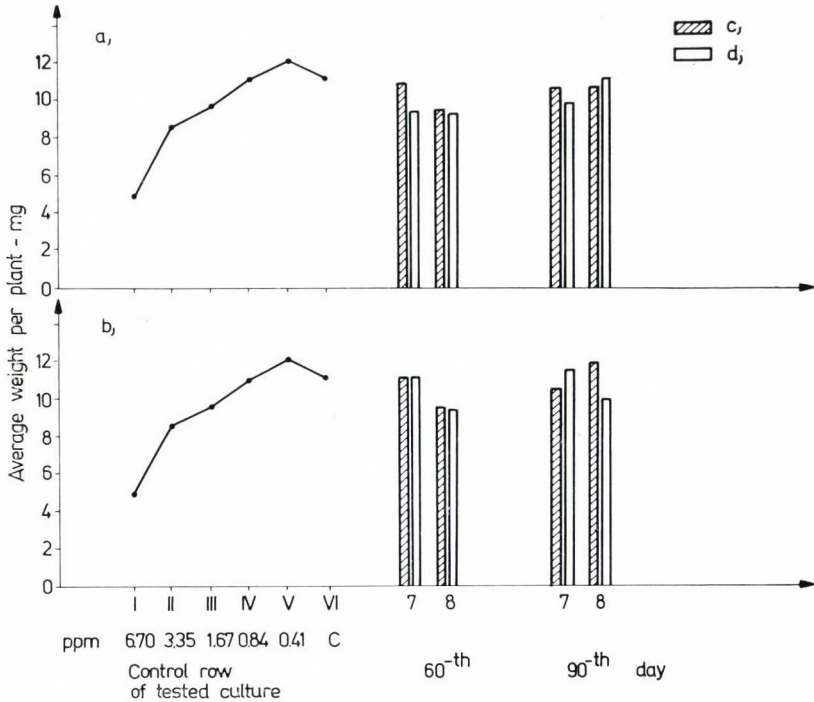 a,
c,
d,
12
10
8
6
4
2
0
b,
12
10
8
6
4
2
0
Average weight per plant - mg
I II III IV V VI 7 8 7 8
ppm 6.70 3.35 1.67 0.84 0.41 C
Control row
of tested culture
60-th 90-th day